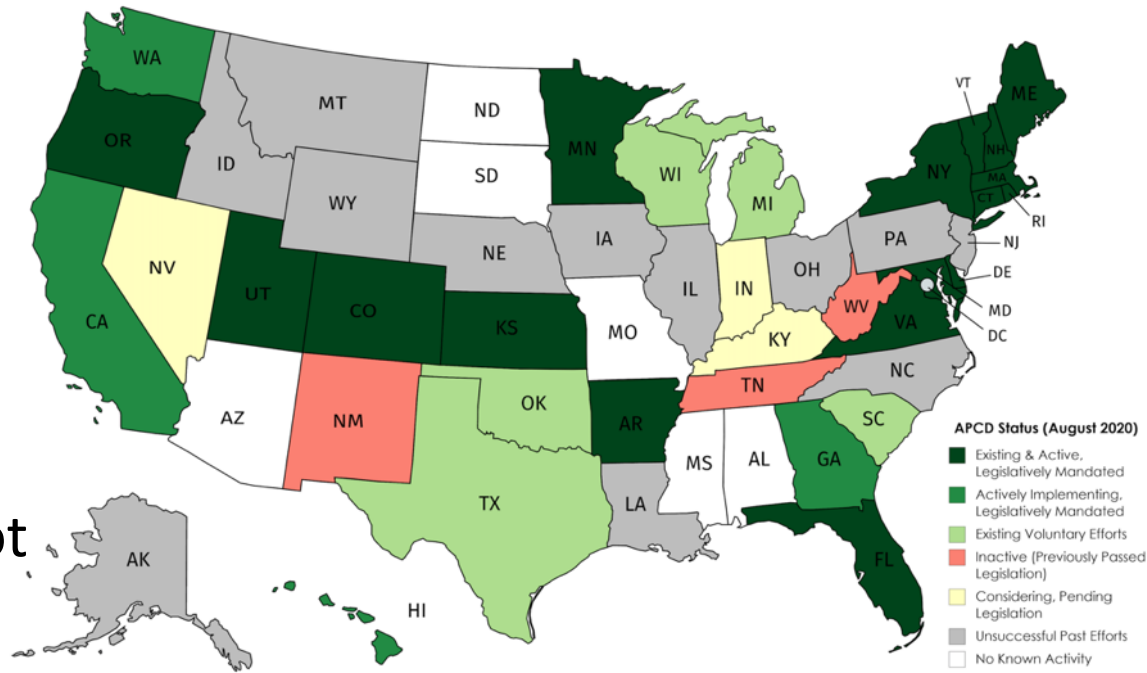 WA
MT
ND
MN
OR
ID
SD
WI
MI
WY
NE
IA
NV
UT
CO
KS
CA
MO
IL
IN
OH
PA
NY
VT
ME
NH
MA
CT
RI
NJ
DE
MD
DC
WV
VA
KY
AZ
NM
OK
AR
TN
NC
SC
MS
AL
GA
TX
LA
FL
AK
HI
ot
APCD Status (August 2020)
Existing & Active,
Legislatively Mandated
Actively Implementing,
Legislatively Mandated
Existing Voluntary Efforts
Inactive (Previously Passed
Legislation)
Considering, Pending
Legislation
Unsuccessful Past Efforts
No Known Activity